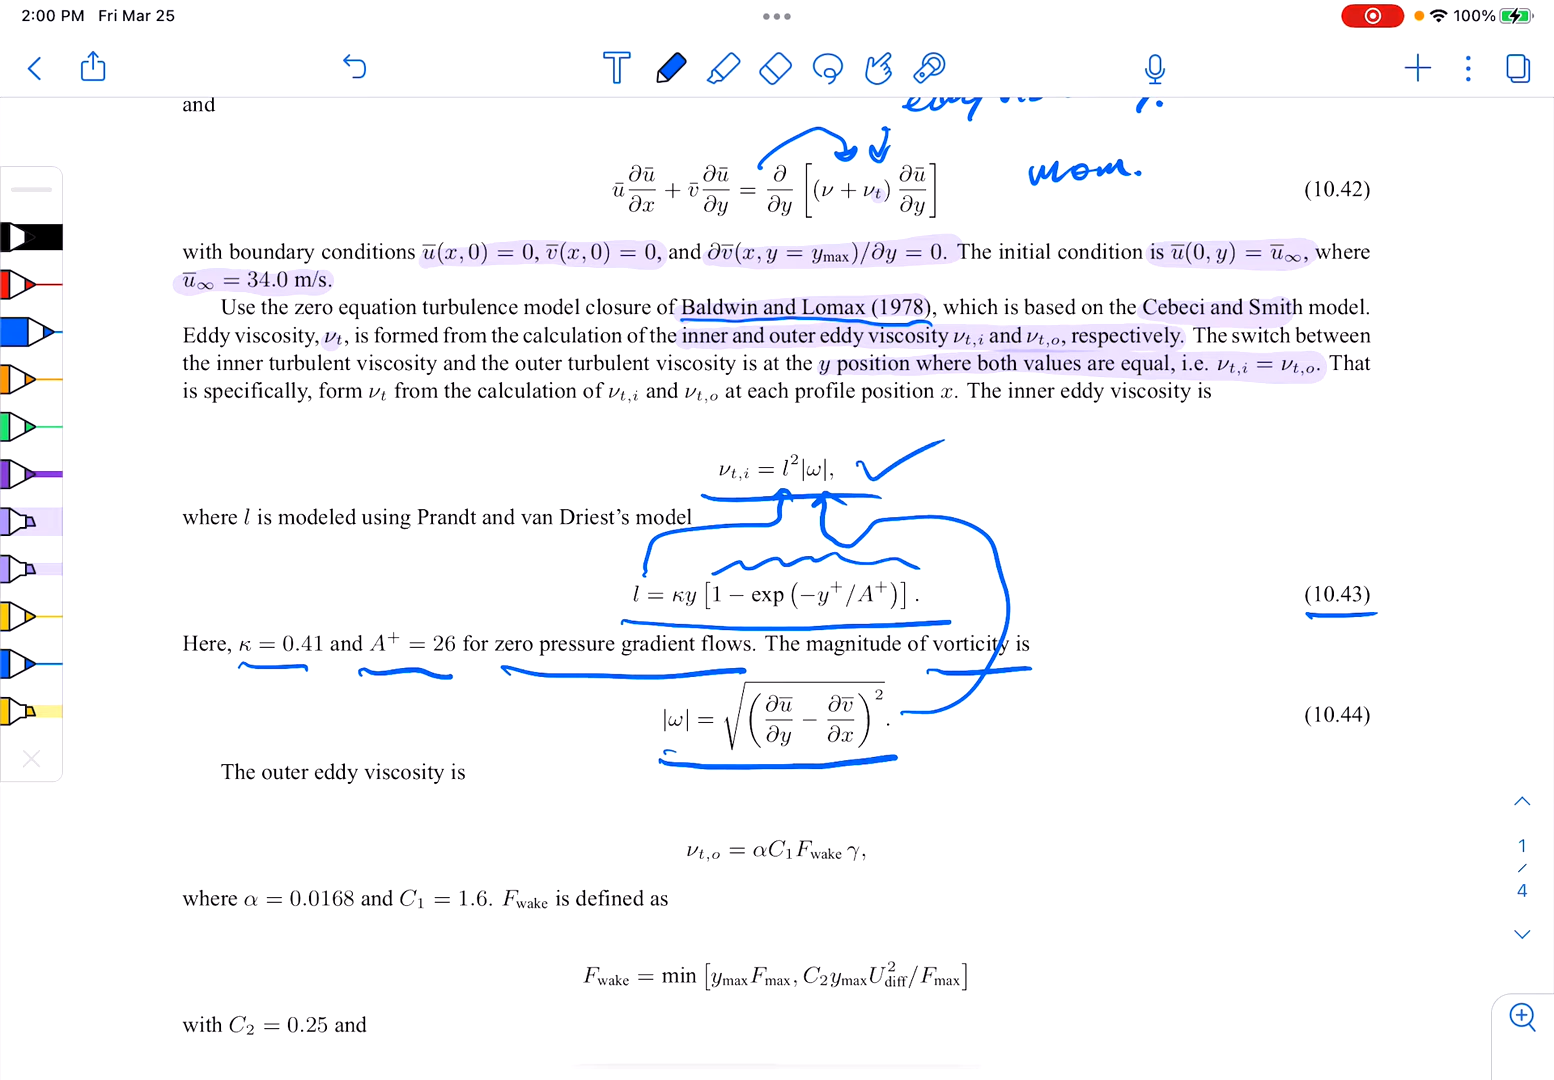 2:00 PM Fri Mar 25
100%
and
ū ∂ū/∂x + v̄ ∂ū/∂y = ∂/∂y [(ν + ν_t) ∂ū/∂y]
mom.
(10.42)
with boundary conditions u̅(x, 0) = 0, v̅(x, 0) = 0, and ∂v̅(x, y = y_max)/∂y = 0. The initial condition is u̅(0, y) = u̅_∞, where
u̅_∞ = 34.0 m/s.
Use the zero equation turbulence model closure of Baldwin and Lomax (1978), which is based on the Cebeci and Smith model.
Eddy viscosity, ν_t, is formed from the calculation of the inner and outer eddy viscosity ν_{t,i} and ν_{t,o}, respectively. The switch between
the inner turbulent viscosity and the outer turbulent viscosity is at the y position where both values are equal, i.e. ν_{t,i} = ν_{t,o}. That
is specifically, form ν_t from the calculation of ν_{t,i} and ν_{t,o} at each profile position x. The inner eddy viscosity is
ν_{t,i} = l²|ω|,
where l is modeled using Prandt and van Driest's model
l = κy [1 − exp (−y⁺/A⁺)] .
(10.43)
Here, κ = 0.41 and A⁺ = 26 for zero pressure gradient flows. The magnitude of vorticity is
|ω| = √((∂u̅/∂y − ∂v̅/∂x)²).
(10.44)
The outer eddy viscosity is
ν_{t,o} = αC₁F_wake γ,
where α = 0.0168 and C₁ = 1.6. F_wake is defined as
F_wake = min [y_max F_max, C₂ y_max U²_diff/F_max]
with C₂ = 0.25 and
1
/
4